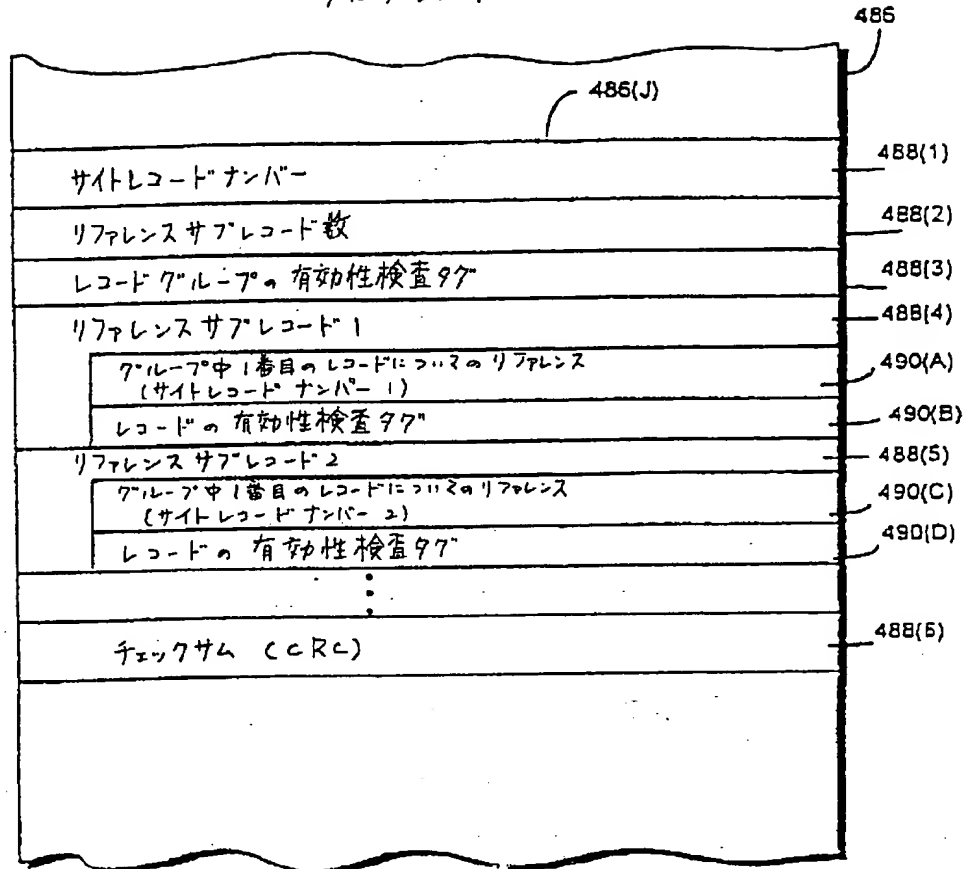 486
486(J)
サイトレコードナンバー
488(1)
リファレンスサブレコード数
488(2)
レコードグループの有効性検査タグ
488(3)
リファレンスサブレコード1
488(4)
グループ中1番目のレコードについてのリファレンス
(サイトレコードナンバー 1)
490(A)
レコードの有効性検査タグ
490(B)
リファレンスサブレコード2
488(5)
グループ中1番目のレコードについてのリファレンス
(サイトレコードナンバー 2)
490(C)
レコードの有効性検査タグ
490(D)
チェックサム (CRC)
488(6)